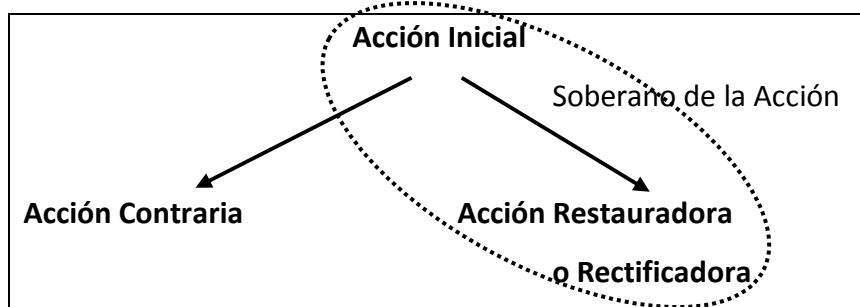 Acción Inicial
Soberano de la Acción
Acción Contraria
Acción Restauradora
o Rectificadora